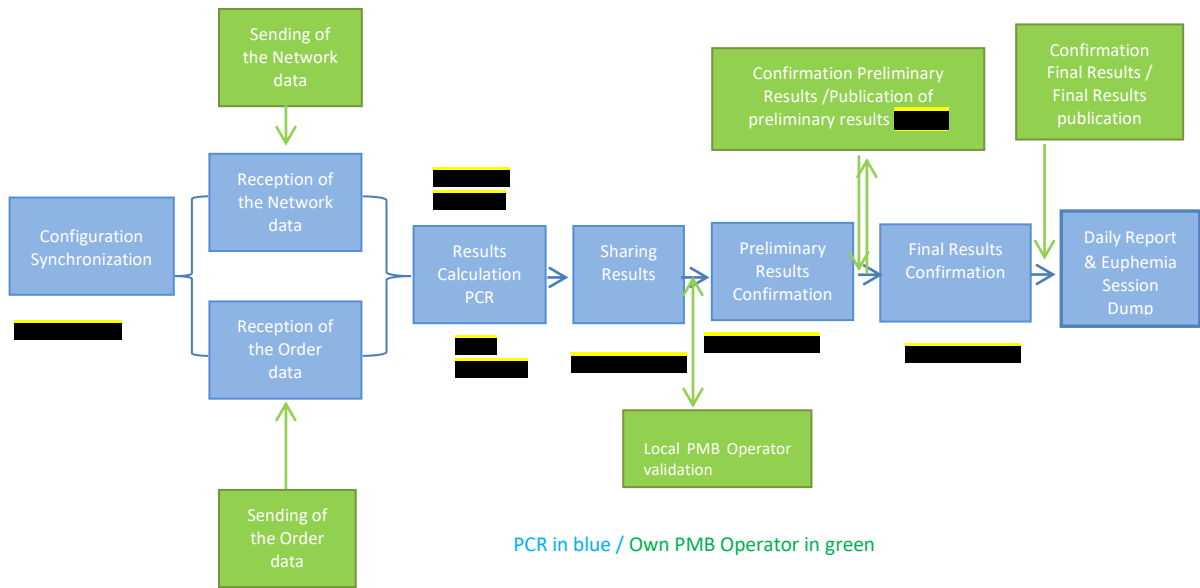 Sending of
the Network
data
Confirmation Preliminary
Results /Publication of
preliminary results
Confirmation
Final Results /
Final Results
publication
Reception of
the Network
data
Configuration
Synchronization
Results
Calculation
PCR
Sharing
Results
Preliminary
Results
Confirmation
Final Results
Confirmation
Daily Report
& Euphemia
Session
Dump
Reception of
the Order
data
Local PMB Operator
validation
Sending of
the Order
data
PCR in blue / Own PMB Operator in green